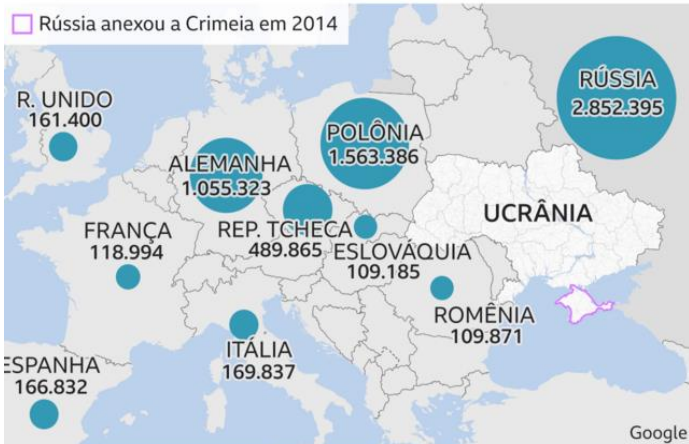 Rússia anexou a Crimeia em 2014
RÚSSIA
2.852.395
R. UNIDO
161.400
POLÔNIA
1.563.386
ALEMANHA
1.055.323
UCRÂNIA
FRANÇA
118.994
REP. TCHECA
489.865
ESLOVÁQUIA
109.185
ROMÊNIA
109.871
ITÁLIA
169.837
ESPANHA
166.832
Google